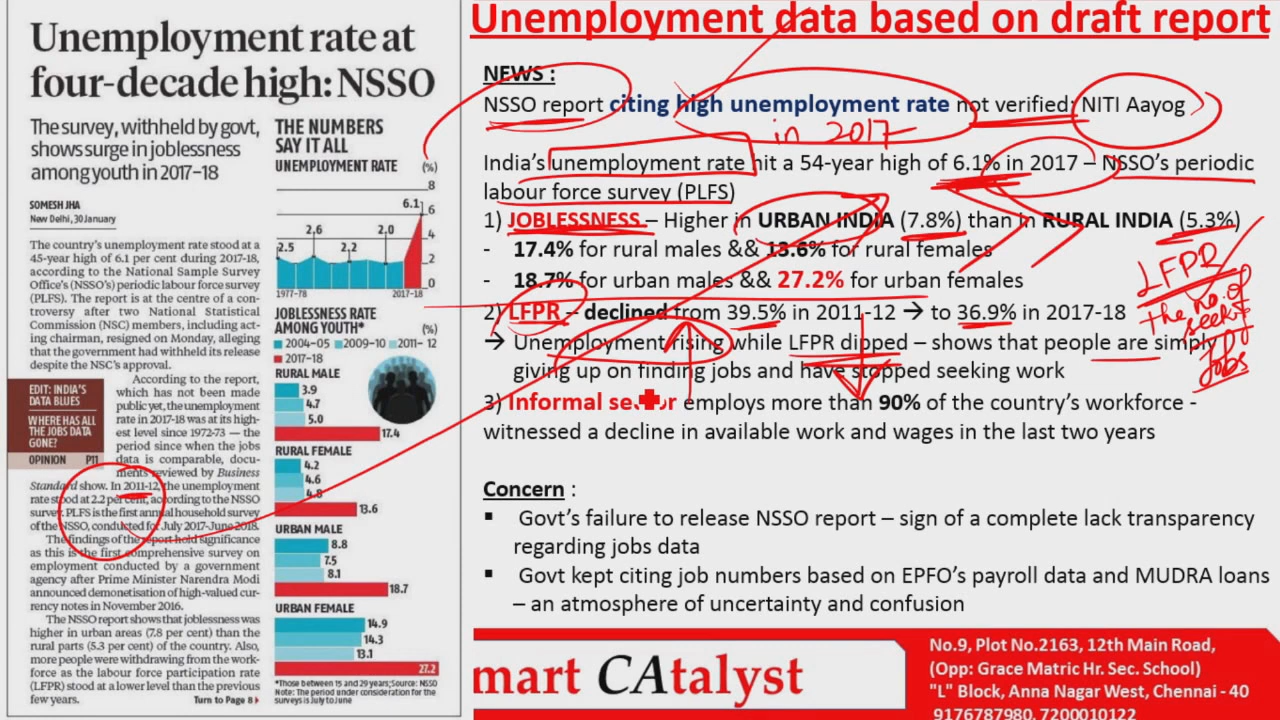 Unemployment rate at
four-decade high: NSSO
The survey, withheld by govt,
shows surge in joblessness
among youth in 2017–18
SOMESH JHA
New Delhi, 30 January
The country's unemployment rate stood at a
45-year high of 6.1 per cent during 2017-18,
according to the National Sample Survey
Office's (NSSO's) periodic labour force survey
(PLFS). The report is at the centre of a con-
troversy after two National Statistical
Commission (NSC) members, including act-
ing chairman, resigned on Monday, alleging
that the government had withheld its release
despite the NSC's approval.
According to the report,
which has not been made
public yet, the unemployment
rate in 2017-18 was at its high-
est level since 1972-73 — the
period since when the jobs
data is comparable, docu-
ments reviewed by Business
Standard show. In 2011-12, the unemployment
rate stood at 2.2 per cent, according to the NSSO
survey. PLFS is the first annual household survey
of the NSSO, conducted for July 2017-June 2018.
The findings of the report hold significance
as this is the first comprehensive survey on
employment conducted by a government
agency after Prime Minister Narendra Modi
announced demonetisation of high-valued cur-
rency notes in November 2016.
The NSSO report shows that joblessness was
higher in urban areas (7.8 per cent) than the
rural parts (5.3 per cent) of the country. Also,
more people were withdrawing from the work-
force as the labour force participation rate
(LFPR) stood at a lower level than the previous
few years.
Turn to Page 8
EDIT: INDIA'S
DATA BLUES
WHERE HAS ALL
THE JOBS DATA
GONE?
OPINION P11
THE NUMBERS
SAY IT ALL
UNEMPLOYMENT RATE (%)
8
6.1
6
2.6
2.0
4
2.5
2.2
2
0
1977-78
2017-18
JOBLESSNESS RATE
AMONG YOUTH* (%)
2004–05 2009–10 2011– 12
2017–18
RURAL MALE
3.9
4.7
5.0
17.4
RURAL FEMALE
4.2
4.6
4.8
13.6
URBAN MALE
8.8
7.5
8.1
18.7
URBAN FEMALE
14.9
14.3
13.1
27.2
*Those between 15 and 29 years; Source: NSSO
Note: The period under consideration for the
surveys is July to June
Unemployment data based on draft report
NEWS :
NSSO report citing high unemployment rate not verified: NITI Aayog
in 2017
India's unemployment rate hit a 54-year high of 6.1% in 2017 – NSSO's periodic
labour force survey (PLFS)
1) JOBLESSNESS – Higher in URBAN INDIA (7.8%) than in RURAL INDIA (5.3%)
- 17.4% for rural males && 13.6% for rural females
- 18.7% for urban males && 27.2% for urban females
2) LFPR – declined from 39.5% in 2011-12 → to 36.9% in 2017-18
→ Unemployment rising while LFPR dipped – shows that people are simply
giving up on finding jobs and have stopped seeking work
3) Informal sector employs more than 90% of the country's workforce -
witnessed a decline in available work and wages in the last two years
LFPR
the no. of
seek
jobs
Concern :
▪ Govt's failure to release NSSO report – sign of a complete lack transparency
regarding jobs data
▪ Govt kept citing job numbers based on EPFO's payroll data and MUDRA loans
– an atmosphere of uncertainty and confusion
mart CAtalyst
No.9, Plot No.2163, 12th Main Road,
(Opp: Grace Matric Hr. Sec. School)
"L" Block, Anna Nagar West, Chennai - 40
9176787980, 7200010122